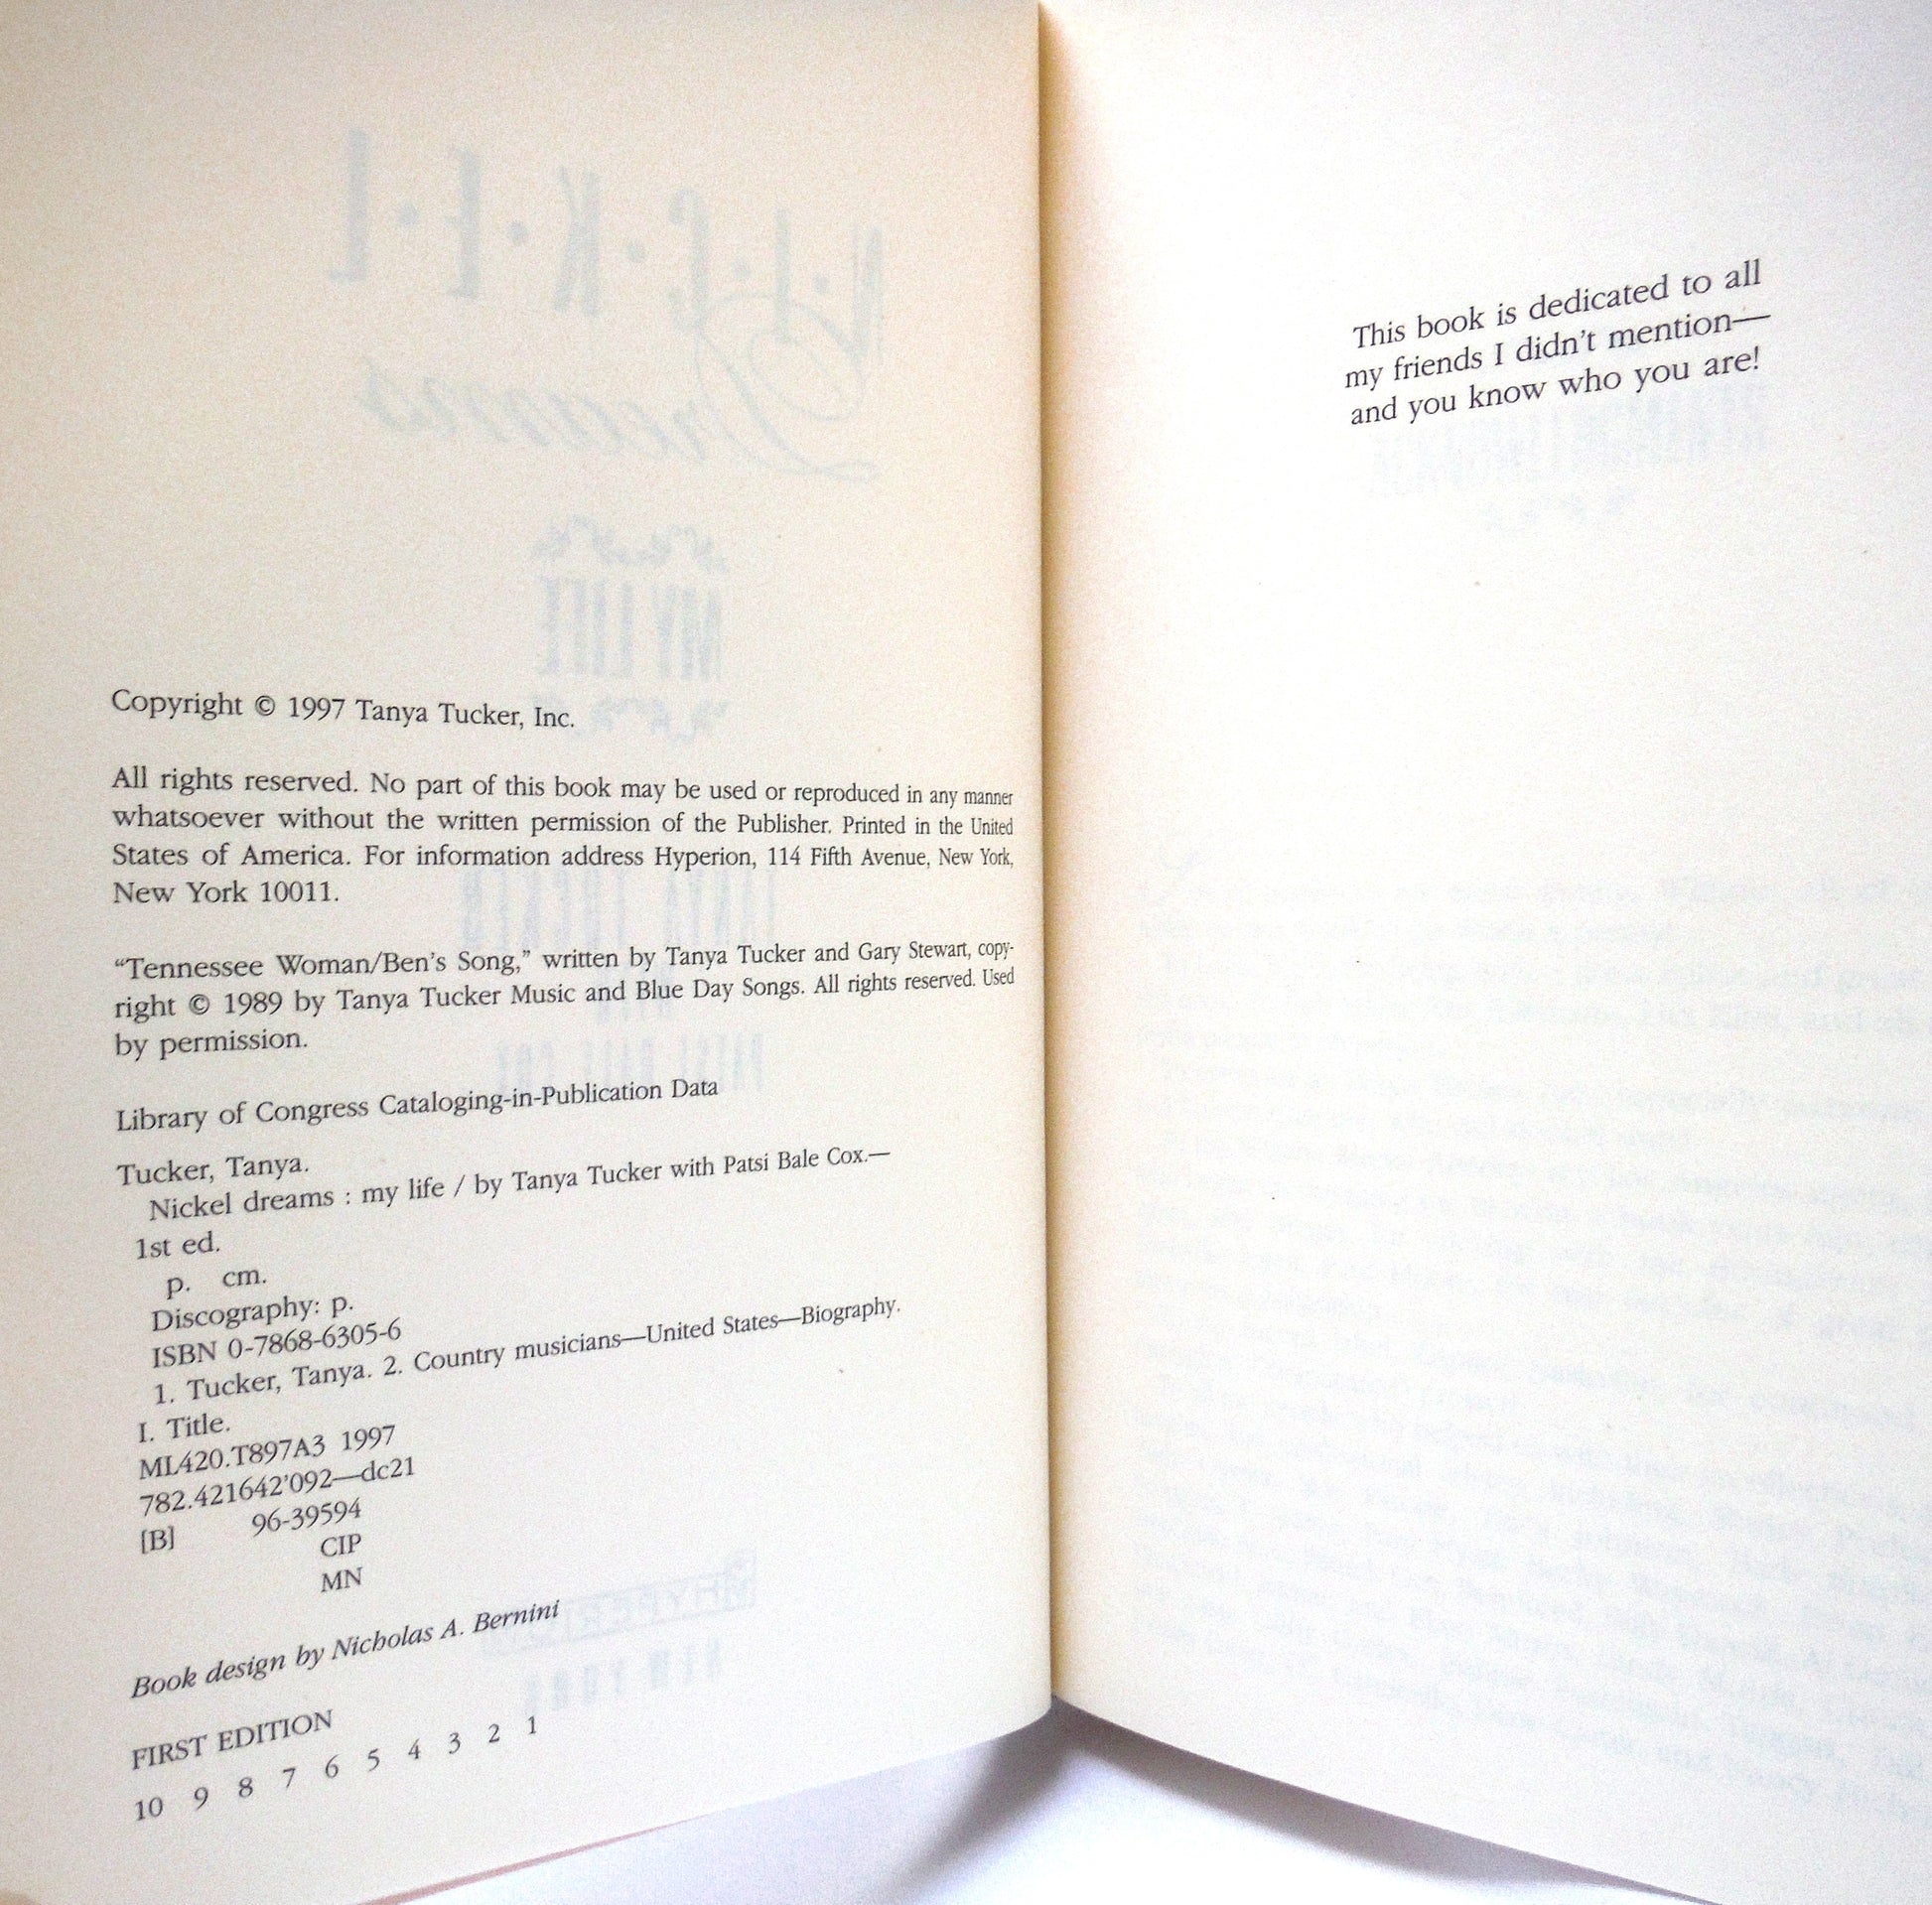 Copyright © 1997 Tanya Tucker, Inc.
All rights reserved. No part of this book may be used or reproduced in any manner
whatsoever without the written permission of the Publisher. Printed in the United
States of America. For information address Hyperion, 114 Fifth Avenue, New York,
New York 10011.
“Tennessee Woman/Ben’s Song,” written by Tanya Tucker and Gary Stewart, copy-
right © 1989 by Tanya Tucker Music and Blue Day Songs. All rights reserved. Used
by permission.
Library of Congress Cataloging-in-Publication Data
Tucker, Tanya.
Nickel dreams : my life / by Tanya Tucker with Patsi Bale Cox.—
1st ed.
p. cm.
Discography: p.
ISBN 0-7868-6305-6
1. Tucker, Tanya. 2. Country musicians—United States—Biography.
I. Title.
ML420.T897A3 1997
782.421642’092—dc21
[B] 96-39594
CIP
MN
Book design by Nicholas A. Bernini
FIRST EDITION
10 9 8 7 6 5 4 3 2 1
This book is dedicated to all
my friends I didn’t mention—
and you know who you are!